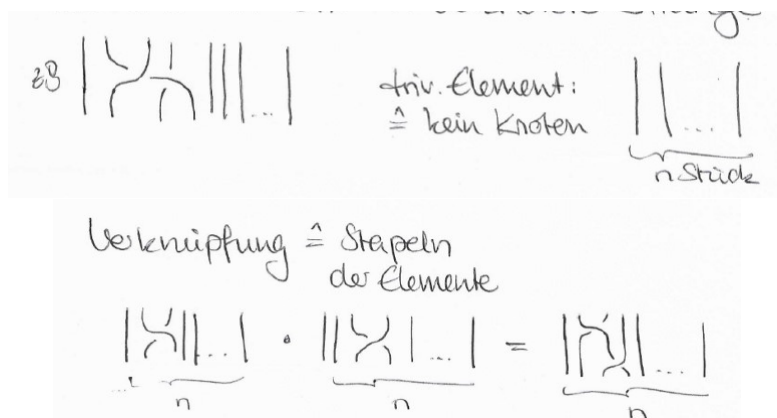 zB
triv. Element:
≙ kein Knoten
n Stück
Verknüpfung ≙ Stapeln
der Elemente
... · ... = ...
n n n